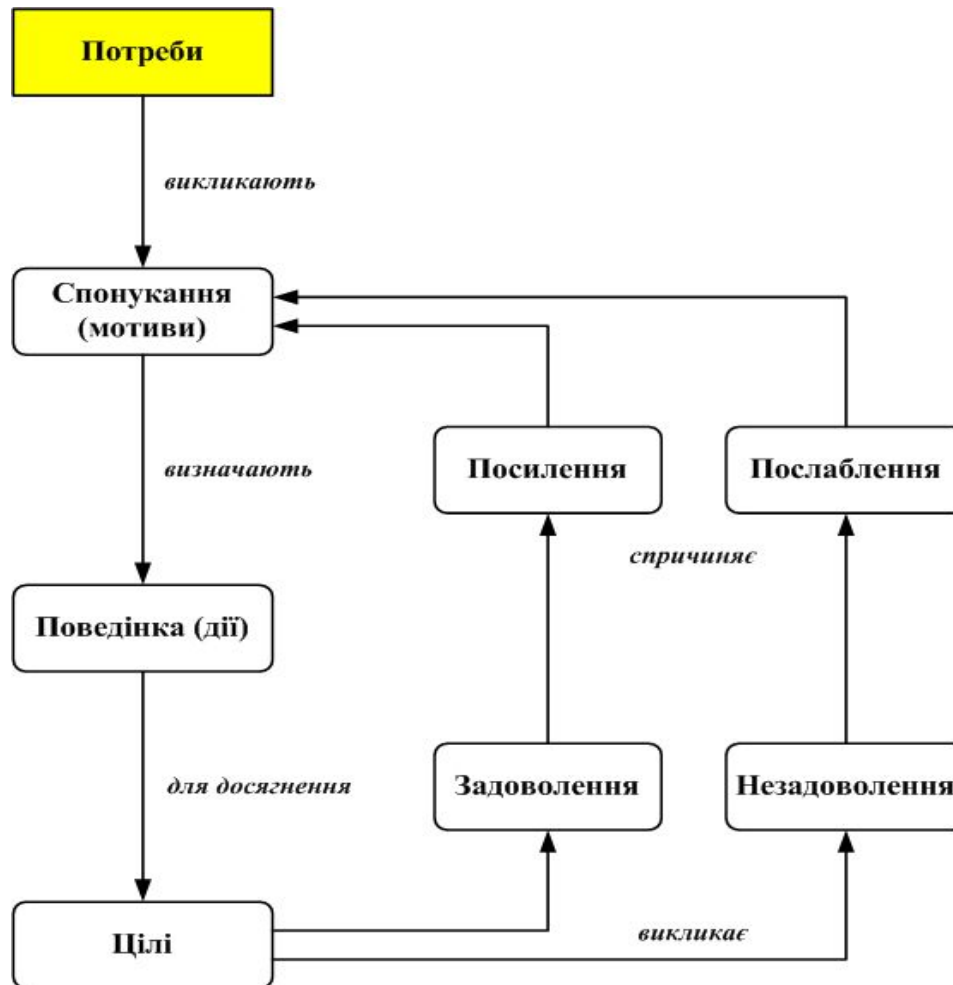 Потреби
викликають
Спонукання
(мотиви)
визначають
Посилення
Послаблення
спричиняє
Поведінка (дії)
для досягнення
Задоволення
Незадоволення
Цілі
викликає